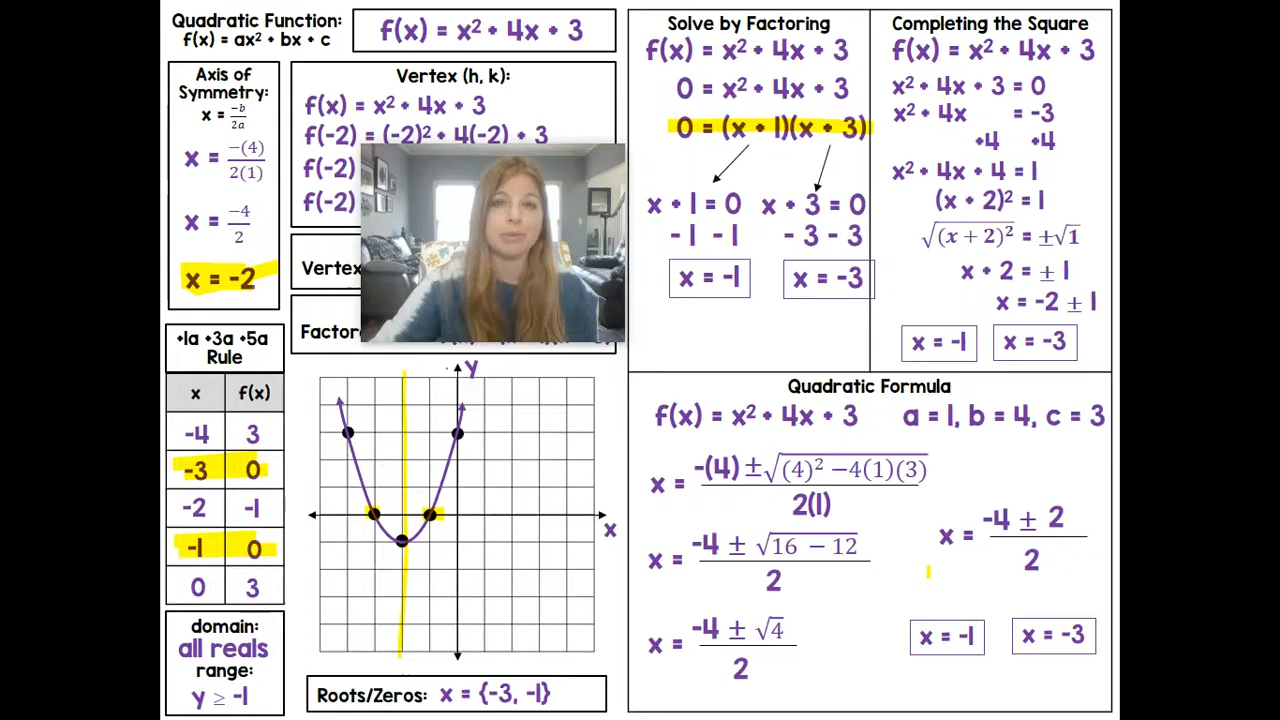 Quadratic Function:
f(x) = ax² + bx + c
f(x) = x² + 4x + 3
Axis of
Symmetry:
x = -b/2a
x = -(4)/2(1)
x = -4/2
x = -2
Vertex (h, k):
f(x) = x² + 4x + 3
f(-2) = (-2)² + 4(-2) + 3
f(-2)
f(-2)
Vertex
Factore
+1a +3a +5a
Rule
x f(x)
-4 3
-3 0
-2 -1
-1 0
0 3
domain:
all reals
range:
y ≥ -1
y
x
Roots/Zeros: x = {-3, -1}
Solve by Factoring
f(x) = x² + 4x + 3
0 = x² + 4x + 3
0 = (x + 1)(x + 3)
x + 1 = 0 x + 3 = 0
- 1 - 1 - 3 - 3
x = -1 x = -3
Completing the Square
f(x) = x² + 4x + 3
x² + 4x + 3 = 0
x² + 4x = -3
+4 +4
x² + 4x + 4 = 1
(x + 2)² = 1
√(x + 2)² = ±√1
x + 2 = ± 1
x = -2 ± 1
x = -1 x = -3
Quadratic Formula
f(x) = x² + 4x + 3 a = 1, b = 4, c = 3
x = -(4) ±√(4)² −4(1)(3) / 2(1)
x = -4 ± √16 − 12 / 2
x = -4 ± √4 / 2
x = -4 ± 2 / 2
x = -1 x = -3